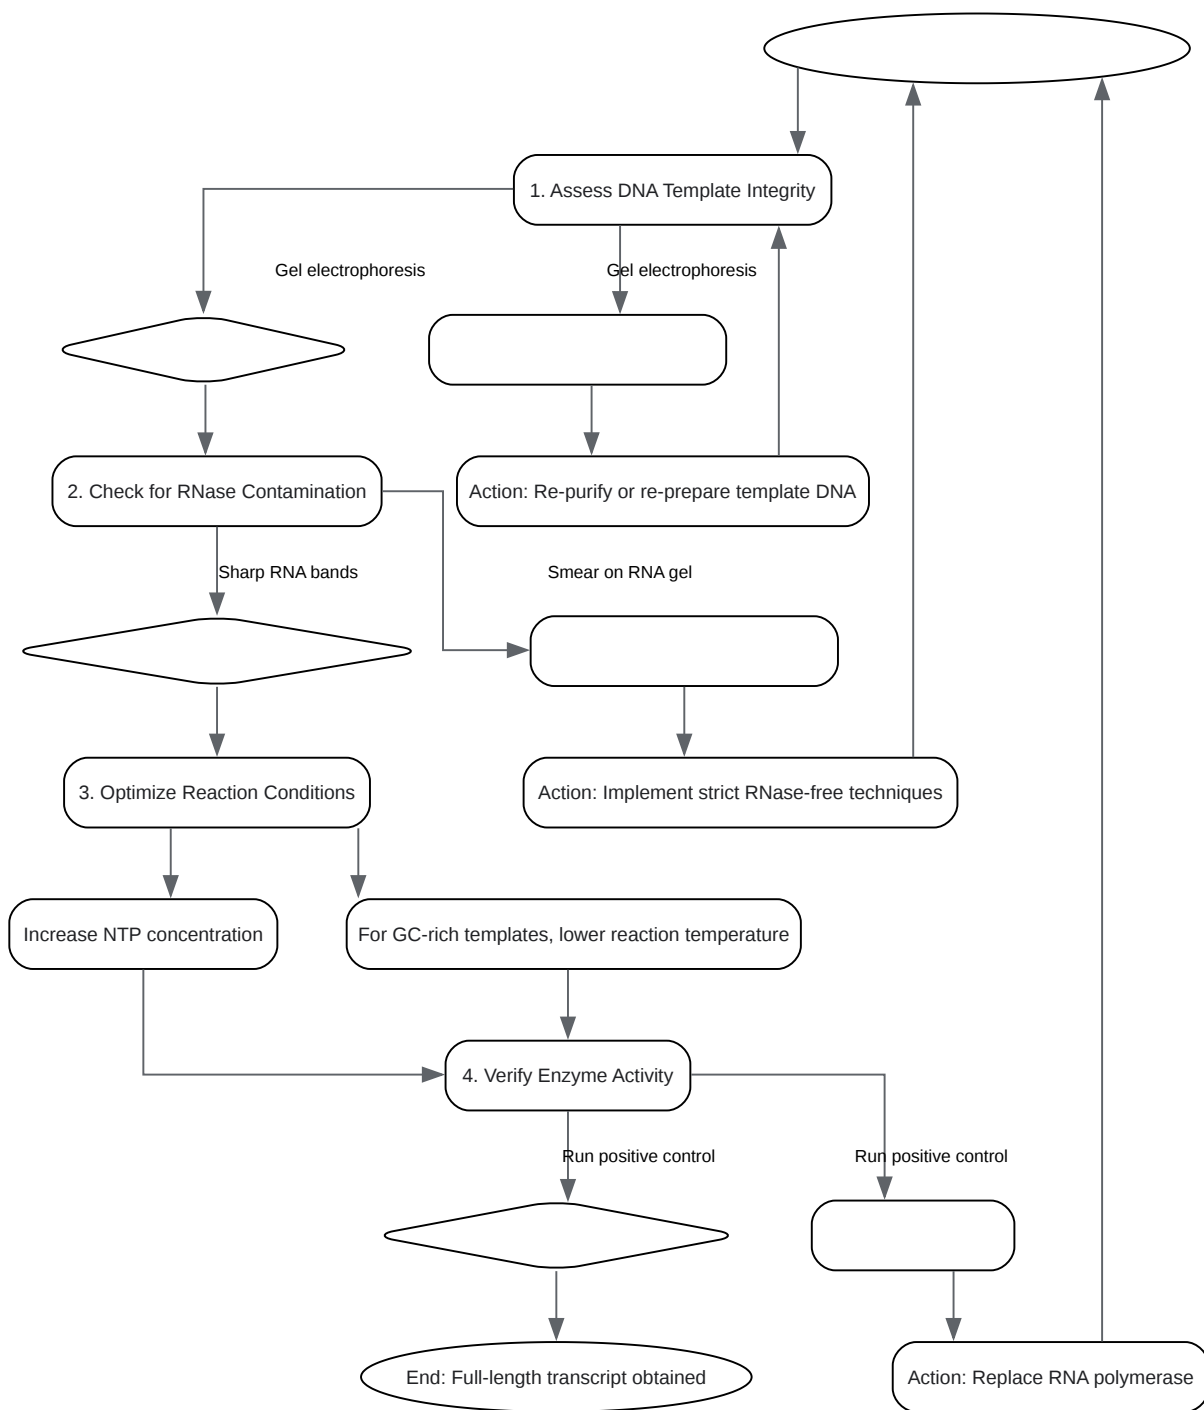 1. Assess DNA Template Integrity
Gel electrophoresis
Gel electrophoresis
2. Check for RNase Contamination
Action: Re-purify or re-prepare template DNA
Sharp RNA bands
Smear on RNA gel
3. Optimize Reaction Conditions
Action: Implement strict RNase-free techniques
Increase NTP concentration
For GC-rich templates, lower reaction temperature
4. Verify Enzyme Activity
Run positive control
Run positive control
End: Full-length transcript obtained
Action: Replace RNA polymerase